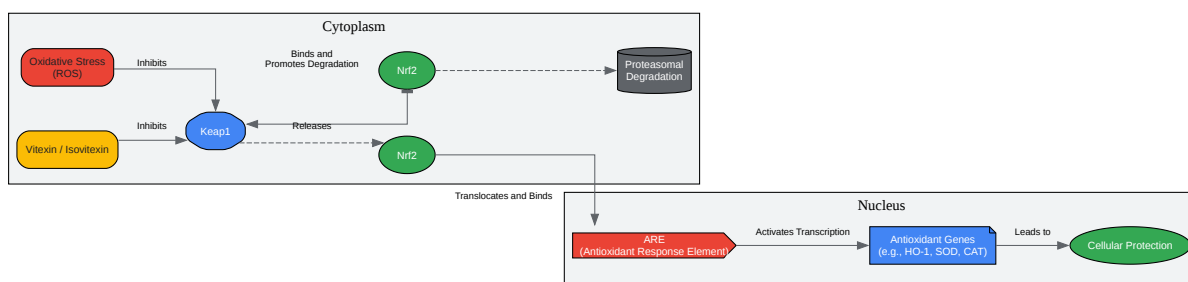 Cytoplasm
Oxidative Stress
(ROS)
Inhibits
Binds and
Promotes Degradation
Nrf2
Proteasomal
Degradation
Vitexin / Isovitexin
Inhibits
Keap1
Releases
Nrf2
Translocates and Binds
Nucleus
ARE
(Antioxidant Response Element)
Activates Transcription
Antioxidant Genes
(e.g., HO-1, SOD, CAT)
Leads to
Cellular Protection